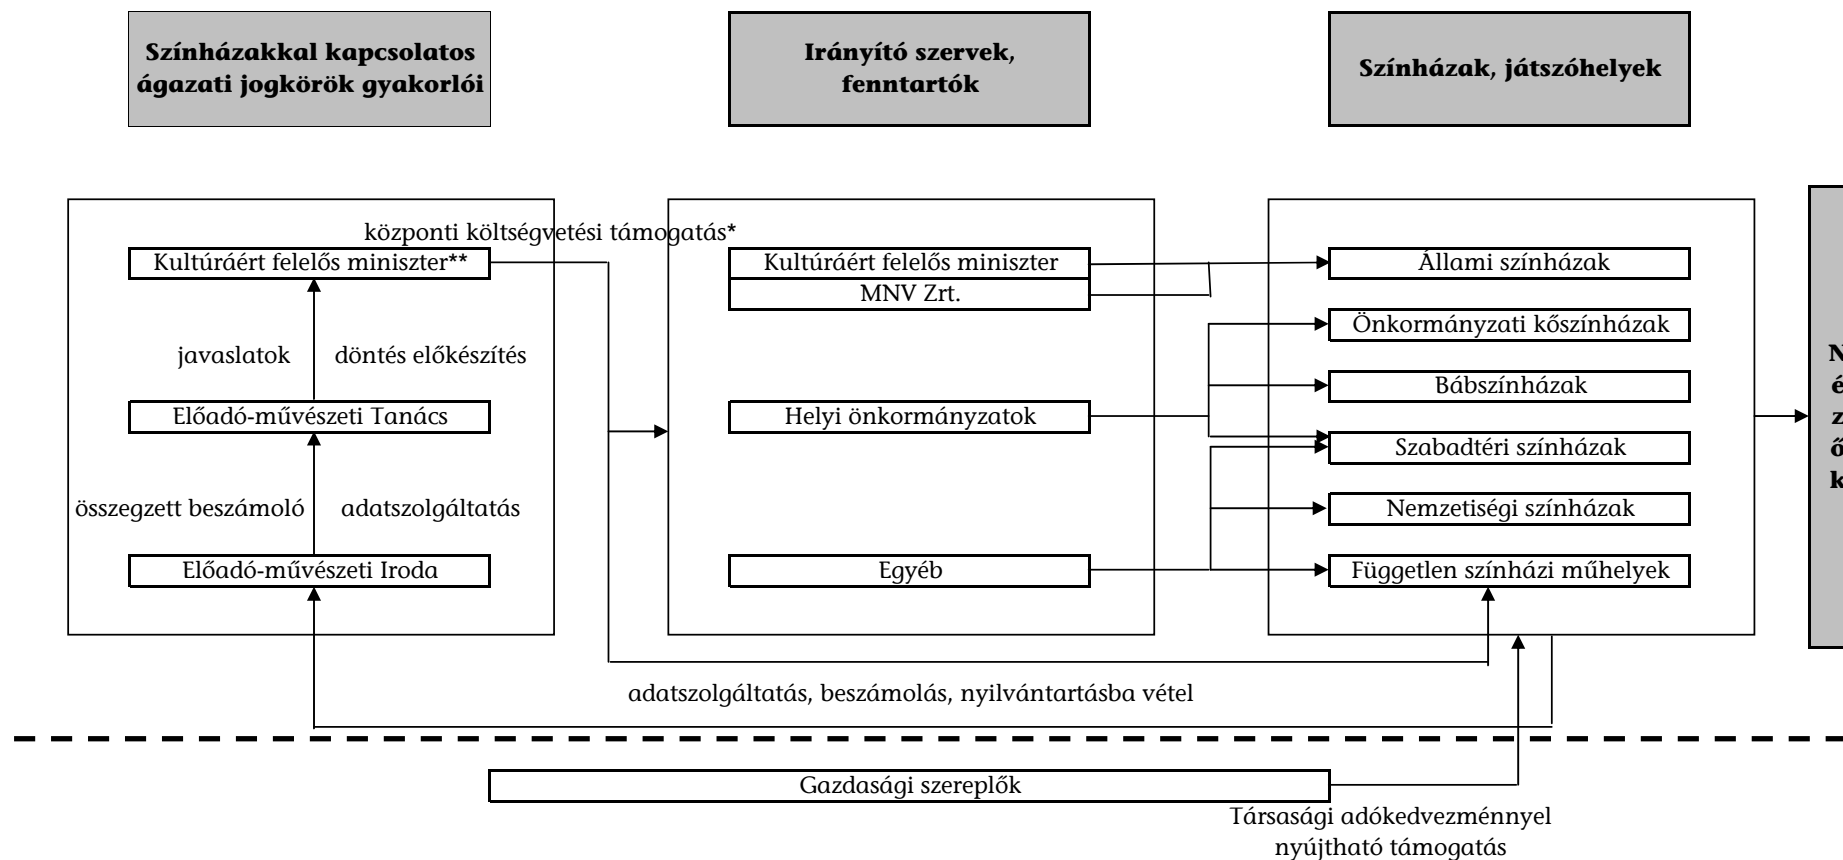 Színházakkal kapcsolatos
ágazati jogkörök gyakorlói
Irányító szervek,
fenntartók
Színházak, játszóhelyek
központi költségvetési támogatás*
Kultúráért felelős miniszter**
javaslatok
döntés előkészítés
Előadó-művészeti Tanács
összegzett beszámoló
adatszolgáltatás
Előadó-művészeti Iroda
Kultúráért felelős miniszter
MNV Zrt.
Helyi önkormányzatok
Egyéb
Állami színházak
Önkormányzati kőszínházak
Bábszínházak
Szabadtéri színházak
Nemzetiségi színházak
Független színházi műhelyek
N
é
z
ő
k
adatszolgáltatás, beszámolás, nyilvántartásba vétel
Gazdasági szereplők
Társasági adókedvezménnyel
nyújtható támogatás